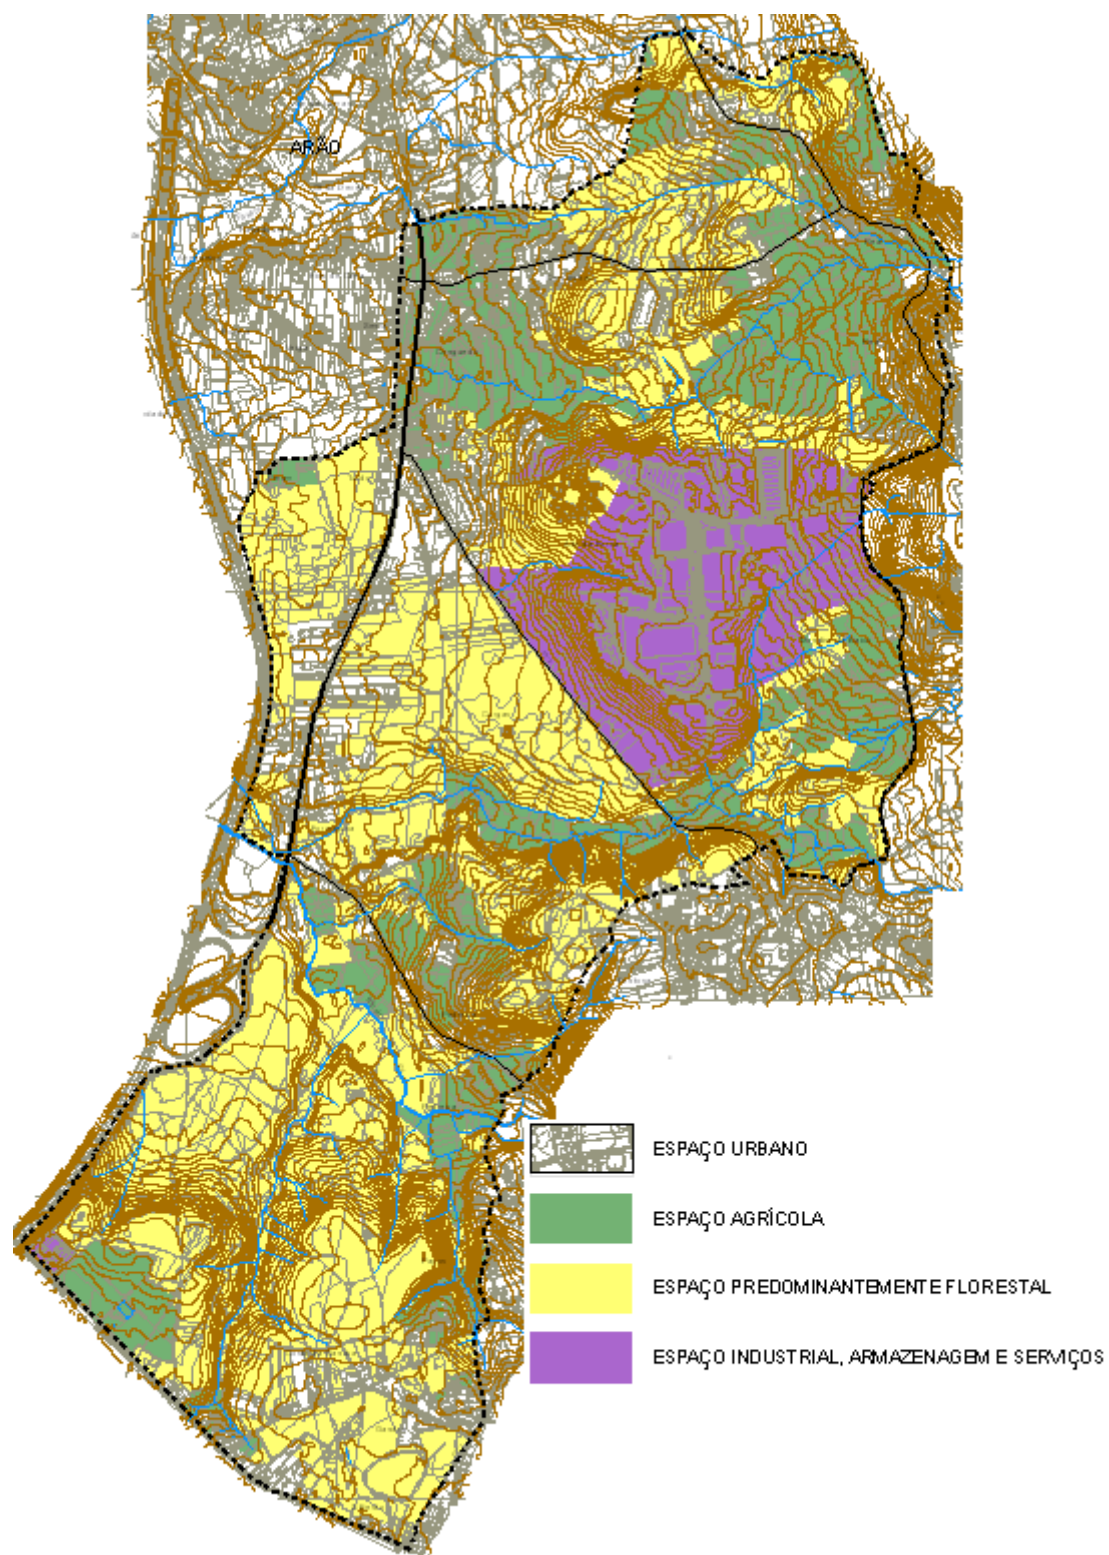 ARÃO
ESPAÇO URBANO
ESPAÇO AGRÍCOLA
ESPAÇO PREDOMINANTEMENTE FLORESTAL
ESPAÇO INDUSTRIAL, ARMAZENAGEM E SERVIÇOS